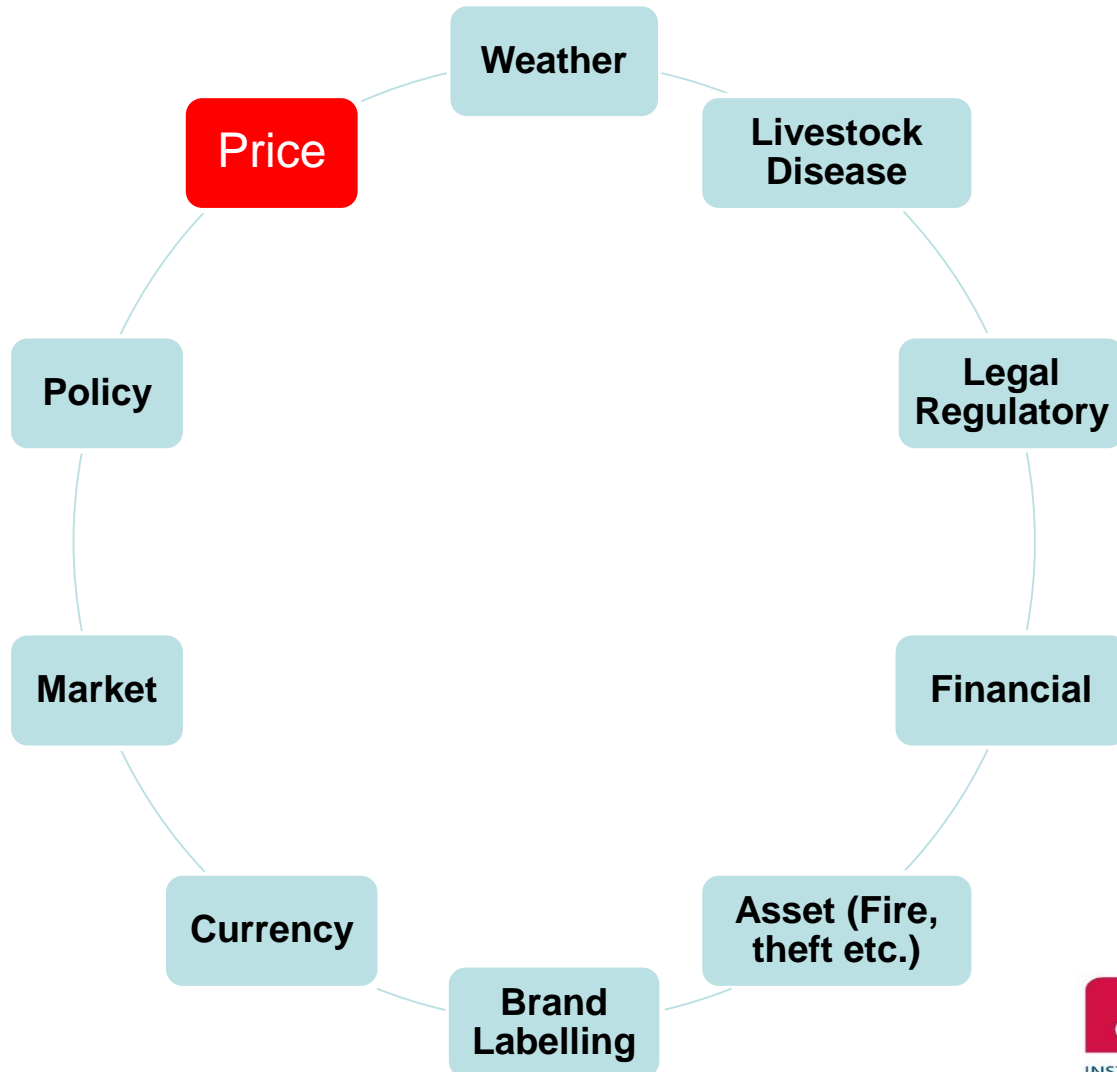 Weather
Livestock
Disease
Legal
Regulatory
Financial
Asset (Fire,
theft etc.)
Brand
Labelling
Currency
Market
Policy
Price